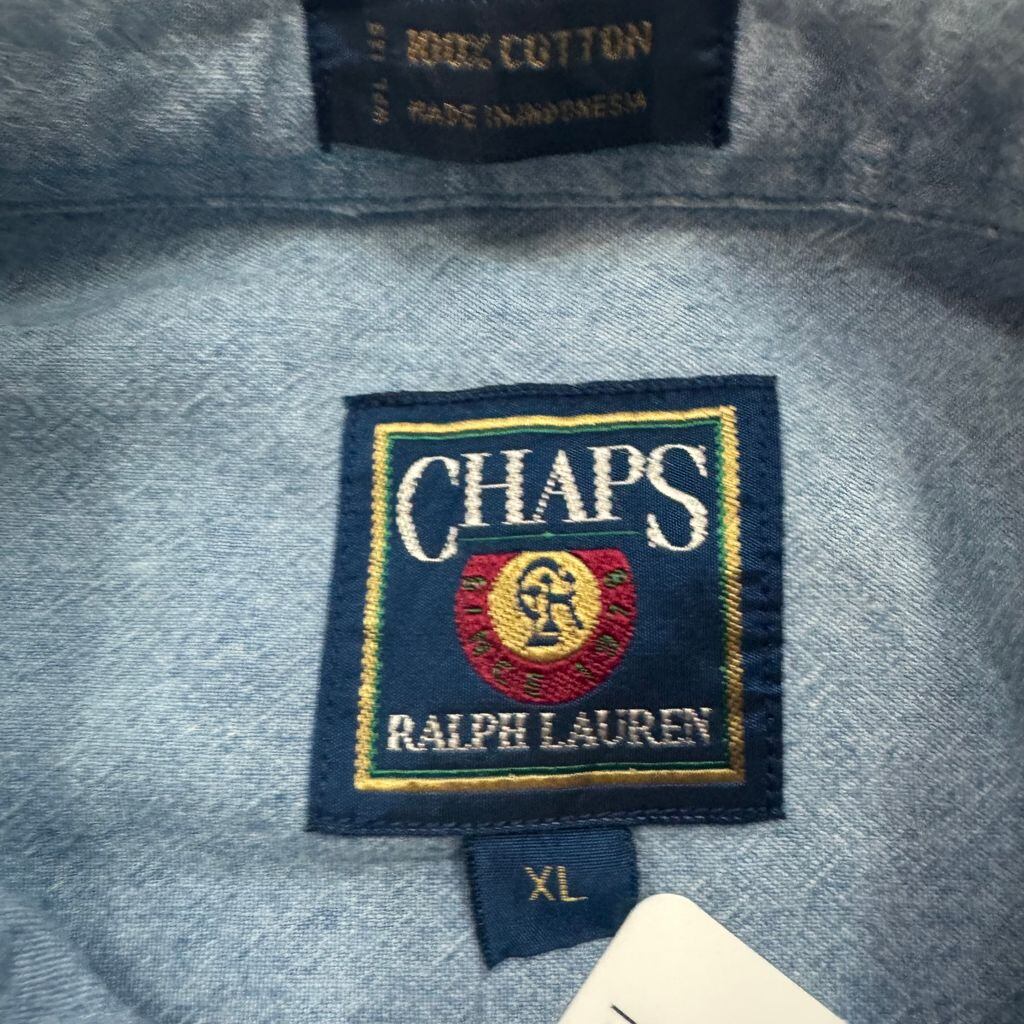 100% COTTON
MADE IN INDONESIA
CHAPS
SINCE 1978
RALPH LAUREN
XL